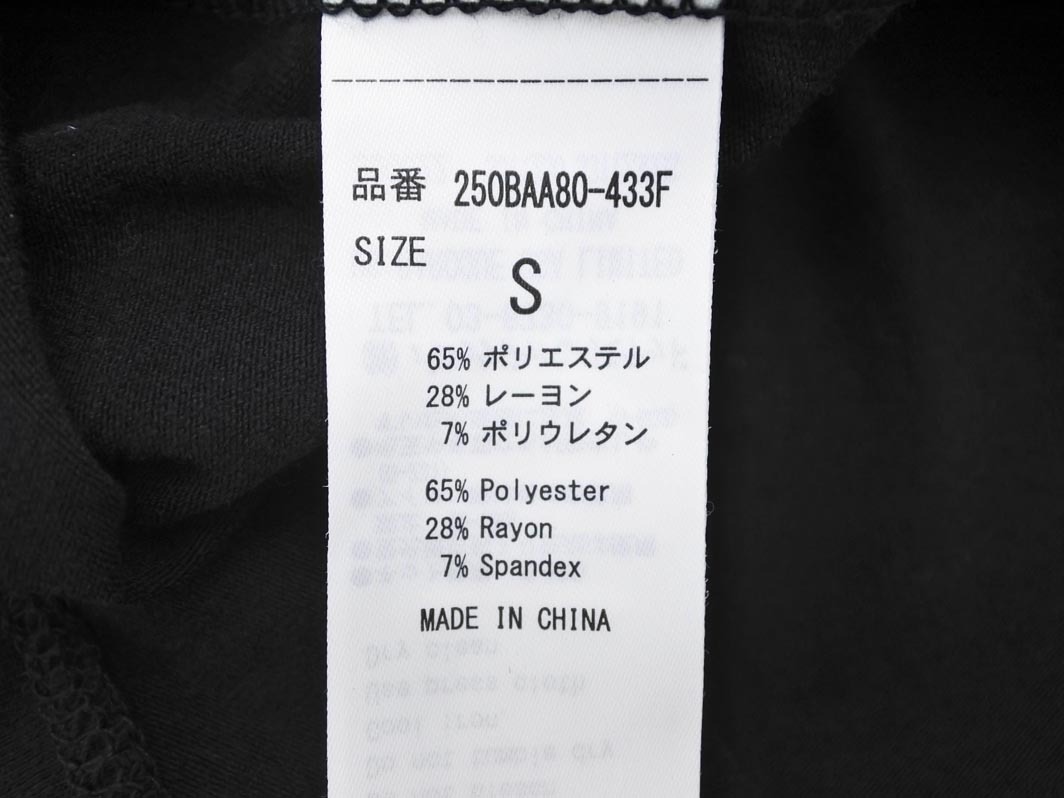 品番 250BAA80-433F
SIZE
S
65% ポリエステル
28% レーヨン
7% ポリウレタン
65% Polyester
28% Rayon
7% Spandex
MADE IN CHINA